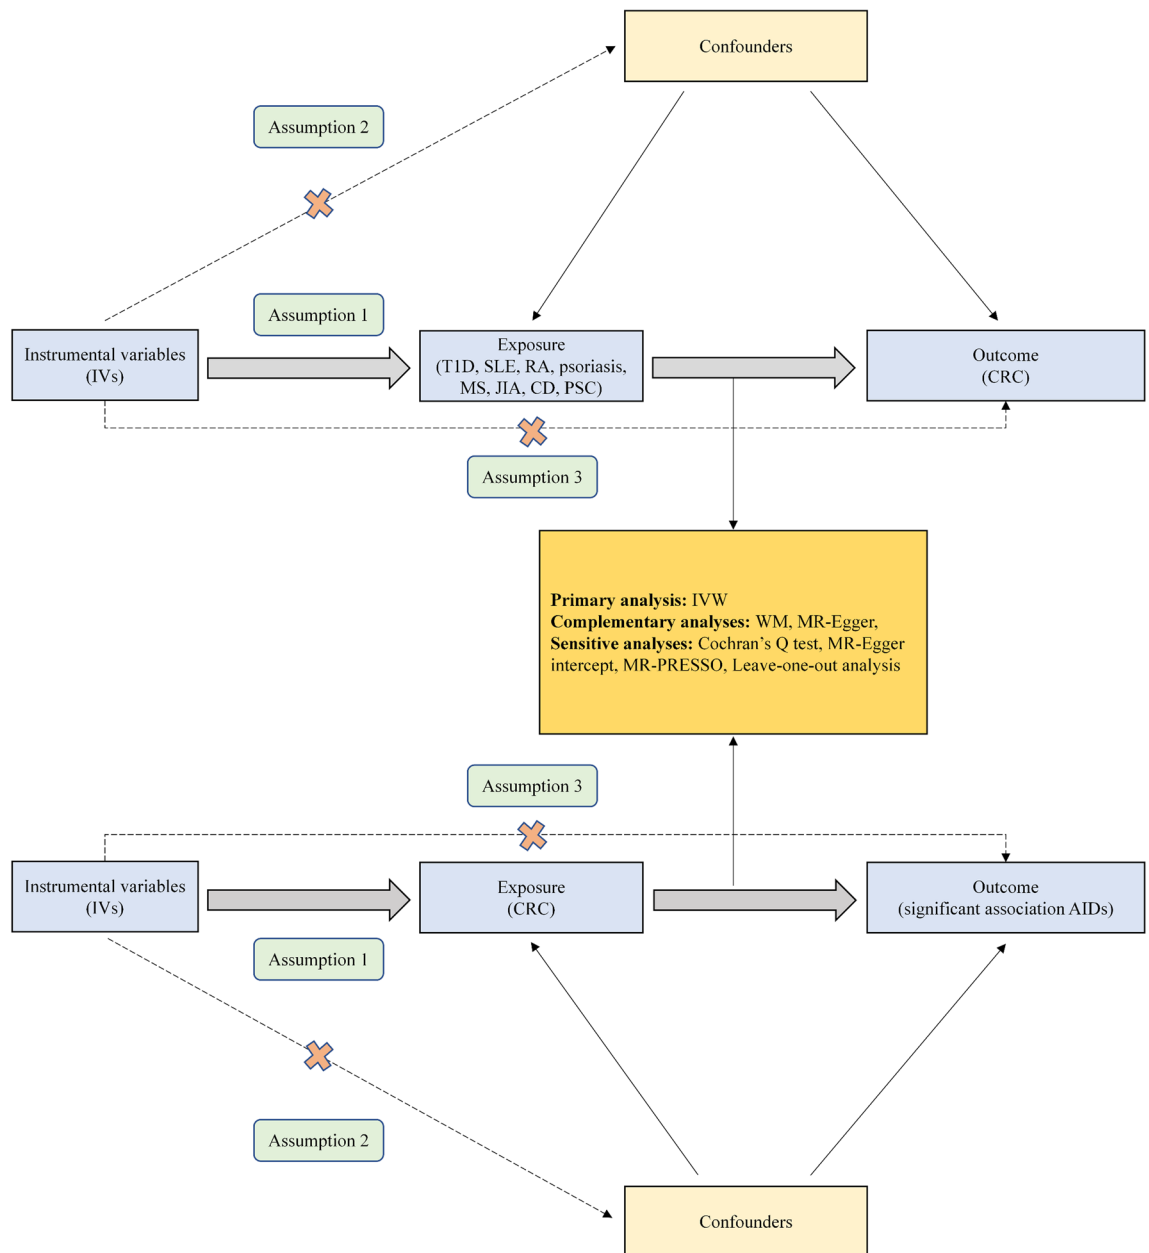 Confounders
Assumption 2
Assumption 1
Instrumental variables
(IVs)
Exposure
(T1D, SLE, RA, psoriasis,
MS, JIA, CD, PSC)
Outcome
(CRC)
Assumption 3
Primary analysis: IVW
Complementary analyses: WM, MR-Egger,
Sensitive analyses: Cochran’s Q test, MR-Egger
intercept, MR-PRESSO, Leave-one-out analysis
Assumption 3
Instrumental variables
(IVs)
Exposure
(CRC)
Outcome
(significant association AIDs)
Assumption 1
Assumption 2
Confounders